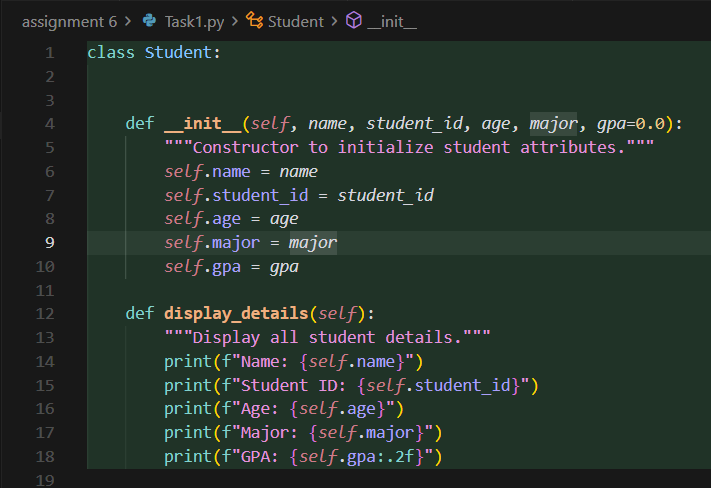 assignment 6 > Task1.py > Student > __init__
1 class Student:
2
3
4 def __init__(self, name, student_id, age, major, gpa=0.0):
5 """Constructor to initialize student attributes."""
6 self.name = name
7 self.student_id = student_id
8 self.age = age
9 self.major = major
10 self.gpa = gpa
11
12 def display_details(self):
13 """Display all student details."""
14 print(f"Name: {self.name}")
15 print(f"Student ID: {self.student_id}")
16 print(f"Age: {self.age}")
17 print(f"Major: {self.major}")
18 print(f"GPA: {self.gpa:.2f}")
19